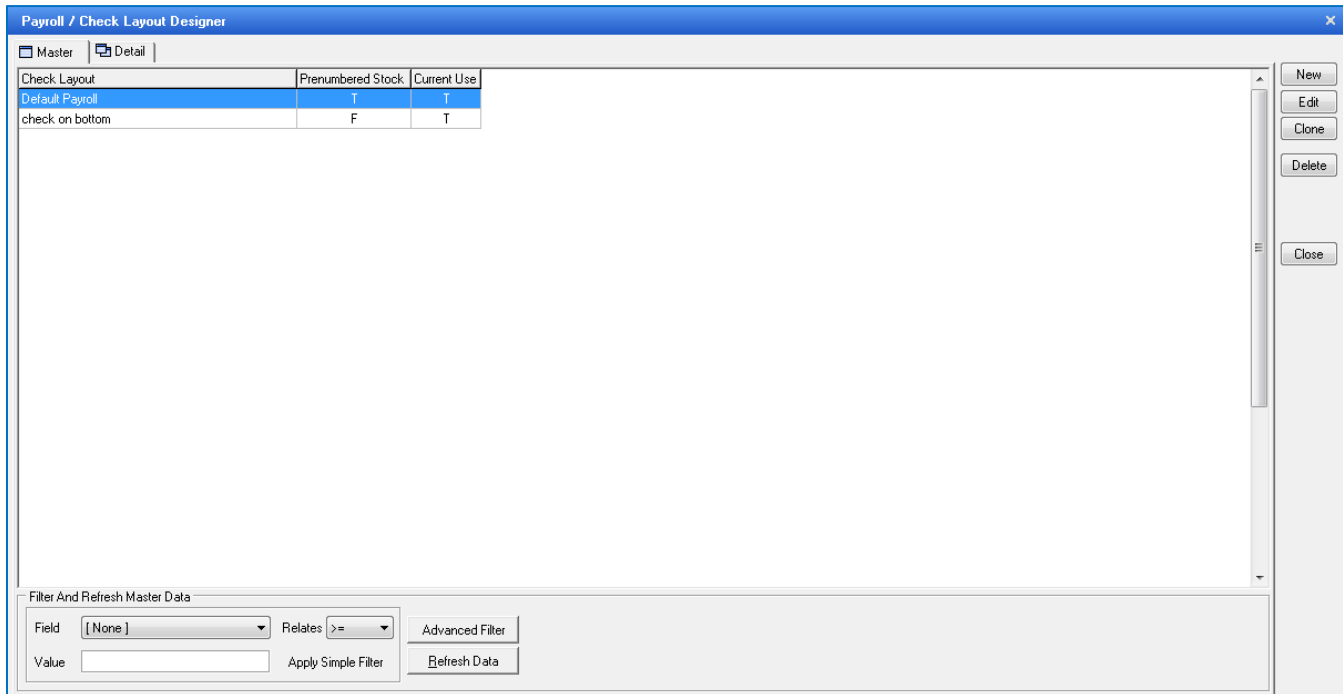 Payroll / Check Layout Designer
Master Detail
Check Layout Prenumbered Stock Current Use
Default Payroll T T
check on bottom F T
New
Edit
Clone
Delete
Close
Filter And Refresh Master Data
Field [ None ] Relates >= Advanced Filter
Value Apply Simple Filter Refresh Data